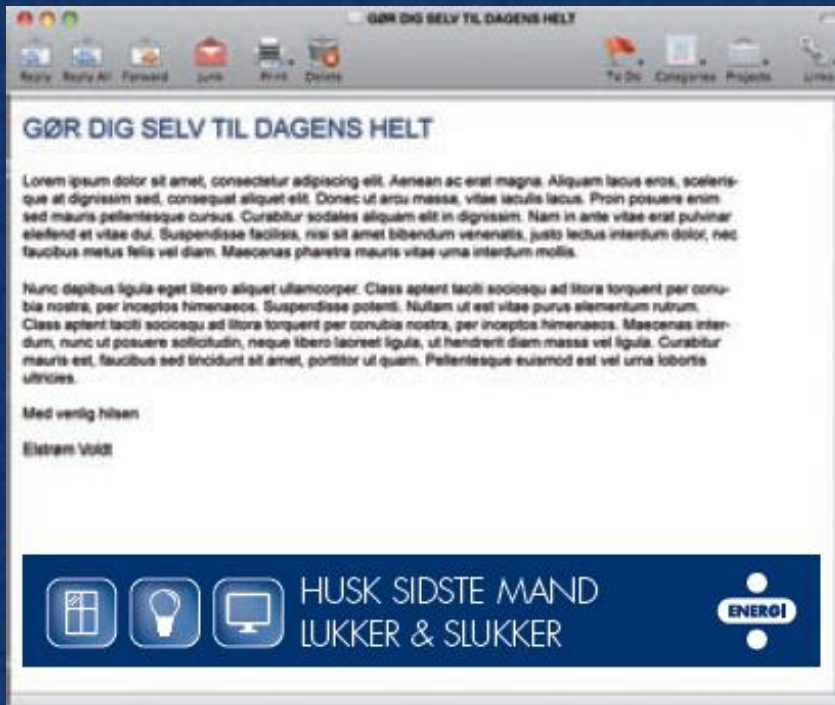 GØR DIG SELV TIL DAGENS HELT
Reply Reply All Forward Junk Print Delete To Do Categories Projects Links
GØR DIG SELV TIL DAGENS HELT
Lorem ipsum dolor sit amet, consectetur adipiscing elit. Aenean ac erat magna. Aliquam lacus eros, sceleris-
que at dignissim sed, consequat aliquet elit. Donec ut arcu massa, vitae iaculis lacus. Proin posuere enim
sed mauris pellentesque cursus. Curabitur sodales aliquam elit in dignissim. Nam in ante vitae erat pulvinar
eleifend et vitae dui. Suspendisse facilisis, nisi sit amet bibendum venenatis, justo lectus interdum dolor, nec
faucibus metus felis vel diam. Maecenas pharetra mauris vitae urna interdum mollis.
Nunc dapibus ligula eget libero aliquet ullamcorper. Class aptent taciti sociosqu ad litora torquent per conu-
bia nostra, per inceptos himenaeos. Suspendisse potenti. Nullam ut est vitae purus elementum rutrum.
Class aptent taciti sociosqu ad litora torquent per conubia nostra, per inceptos himenaeos. Maecenas inter-
dum, nunc ut posuere sollicitudin, neque libero laoreet ligula, ut hendrerit diam massa vel ligula. Curabitur
mauris est, faucibus sed tincidunt sit amet, porttitor ut quam. Pellentesque euismod est vel urna lobortis
ultricies.
Med venlig hilsen
Elstrøm Voldt
HUSK SIDSTE MAND
LUKKER & SLUKKER
ENERGI